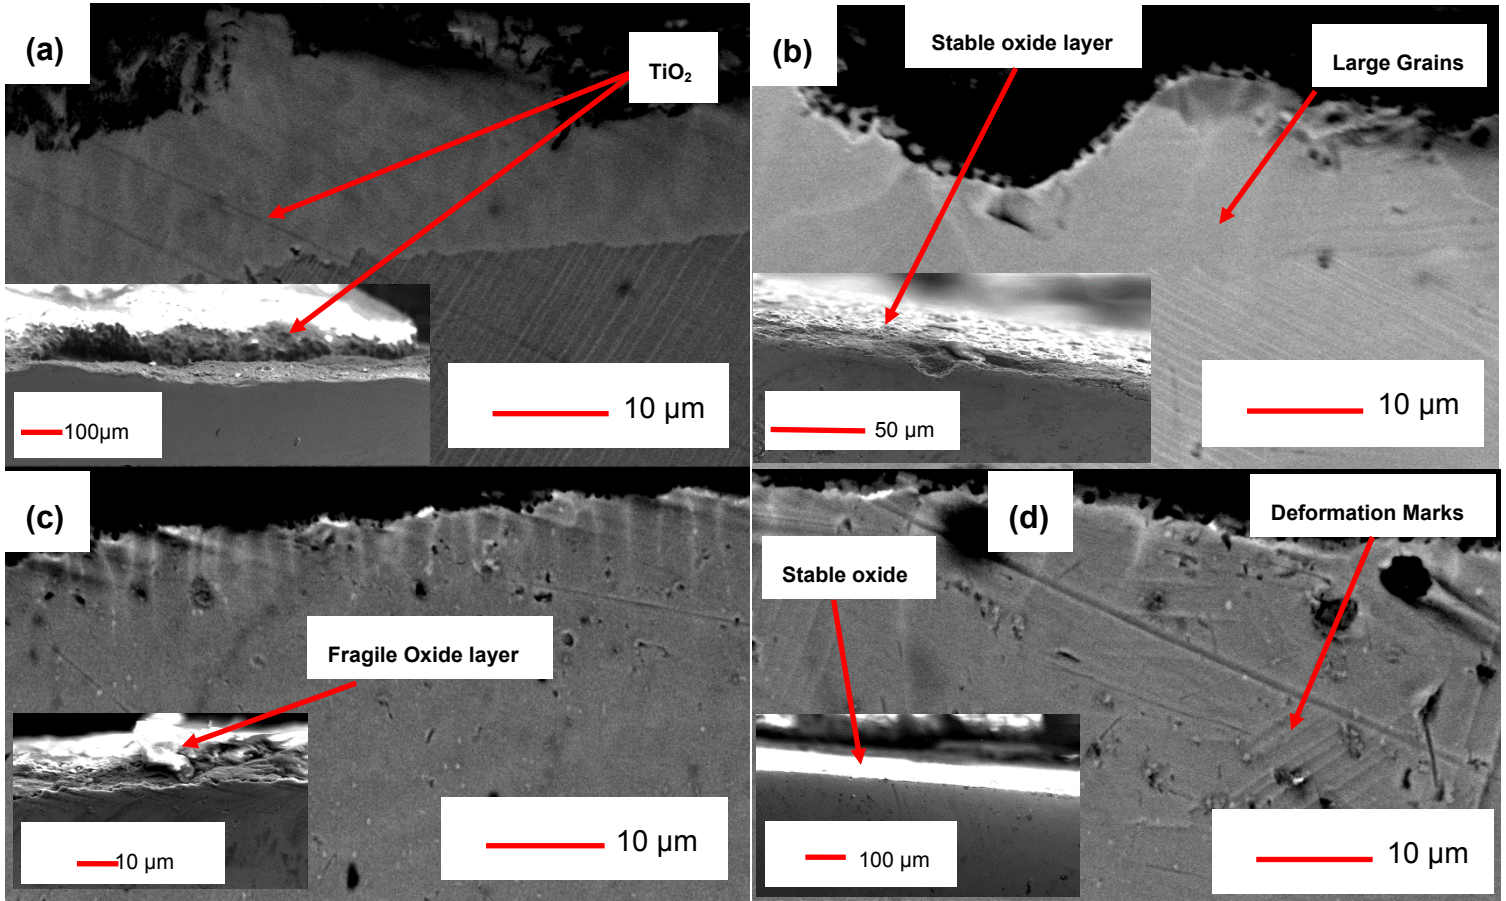 (a)
TiO₂
100µm
10 µm
(b)
Stable oxide layer
Large Grains
50 µm
10 µm
(c)
Fragile Oxide layer
10 µm
10 µm
(d)
Deformation Marks
Stable oxide
100 µm
10 µm